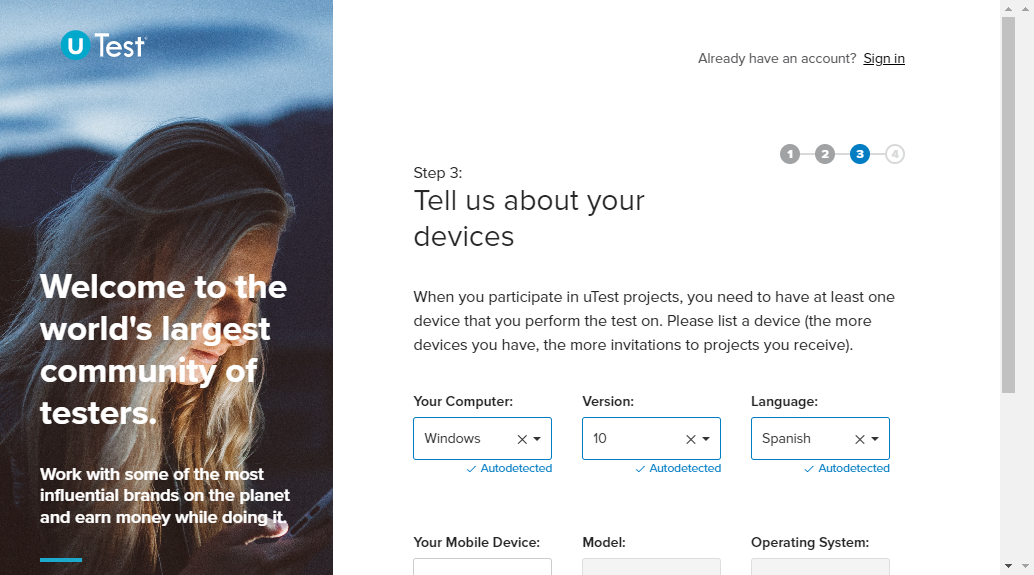 uTest
Already have an account? Sign in
1 2 3 4
Step 3:
Tell us about your
devices
Welcome to the
world's largest
community of
testers.
Work with some of the most
influential brands on the planet
and earn money while doing it.
When you participate in uTest projects, you need to have at least one
device that you perform the test on. Please list a device (the more
devices you have, the more invitations to projects you receive).
Your Computer: Version: Language:
Windows 10 Spanish
Autodetected Autodetected Autodetected
Your Mobile Device: Model: Operating System: